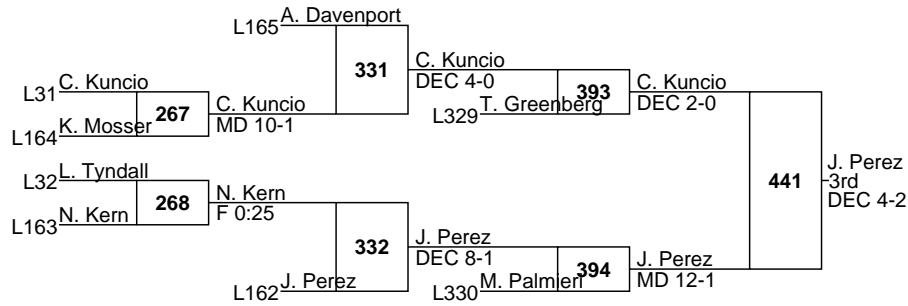 A. Davenport
L165
331
C. Kuncio
DEC 4-0
C. Kuncio
L31
267
C. Kuncio
MD 10-1
K. Mosser
L164
393
C. Kuncio
DEC 2-0
T. Greenberg
L329
L. Tyndall
L32
268
N. Kern
F 0:25
N. Kern
L163
332
J. Perez
DEC 8-1
J. Perez
L162
394
J. Perez
MD 12-1
M. Palmieri
L330
441
J. Perez
3rd
DEC 4-2